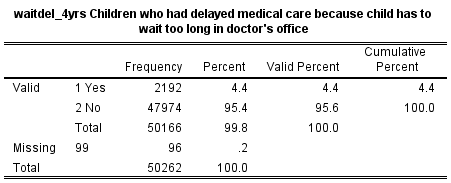 waitdel_4yrs Children who had delayed medical care because child has to
wait too long in doctor's office
Frequency Percent Valid Percent Cumulative Percent
Valid 1 Yes 2192 4.4 4.4 4.4
2 No 47974 95.4 95.6 100.0
Total 50166 99.8 100.0
Missing 99 96 .2
Total 50262 100.0